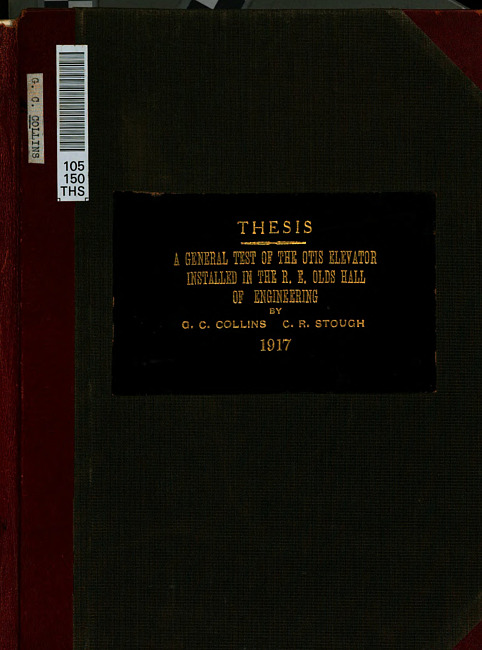 G. C. COLLINS
105
150
THS
THESIS
A GENERAL TEST OF THE OTIS ELEVATOR
INSTALLED IN THE R. E. OLDS HALL
OF ENGINEERING
BY
G. C. COLLINS C. R. STOUGH
1917